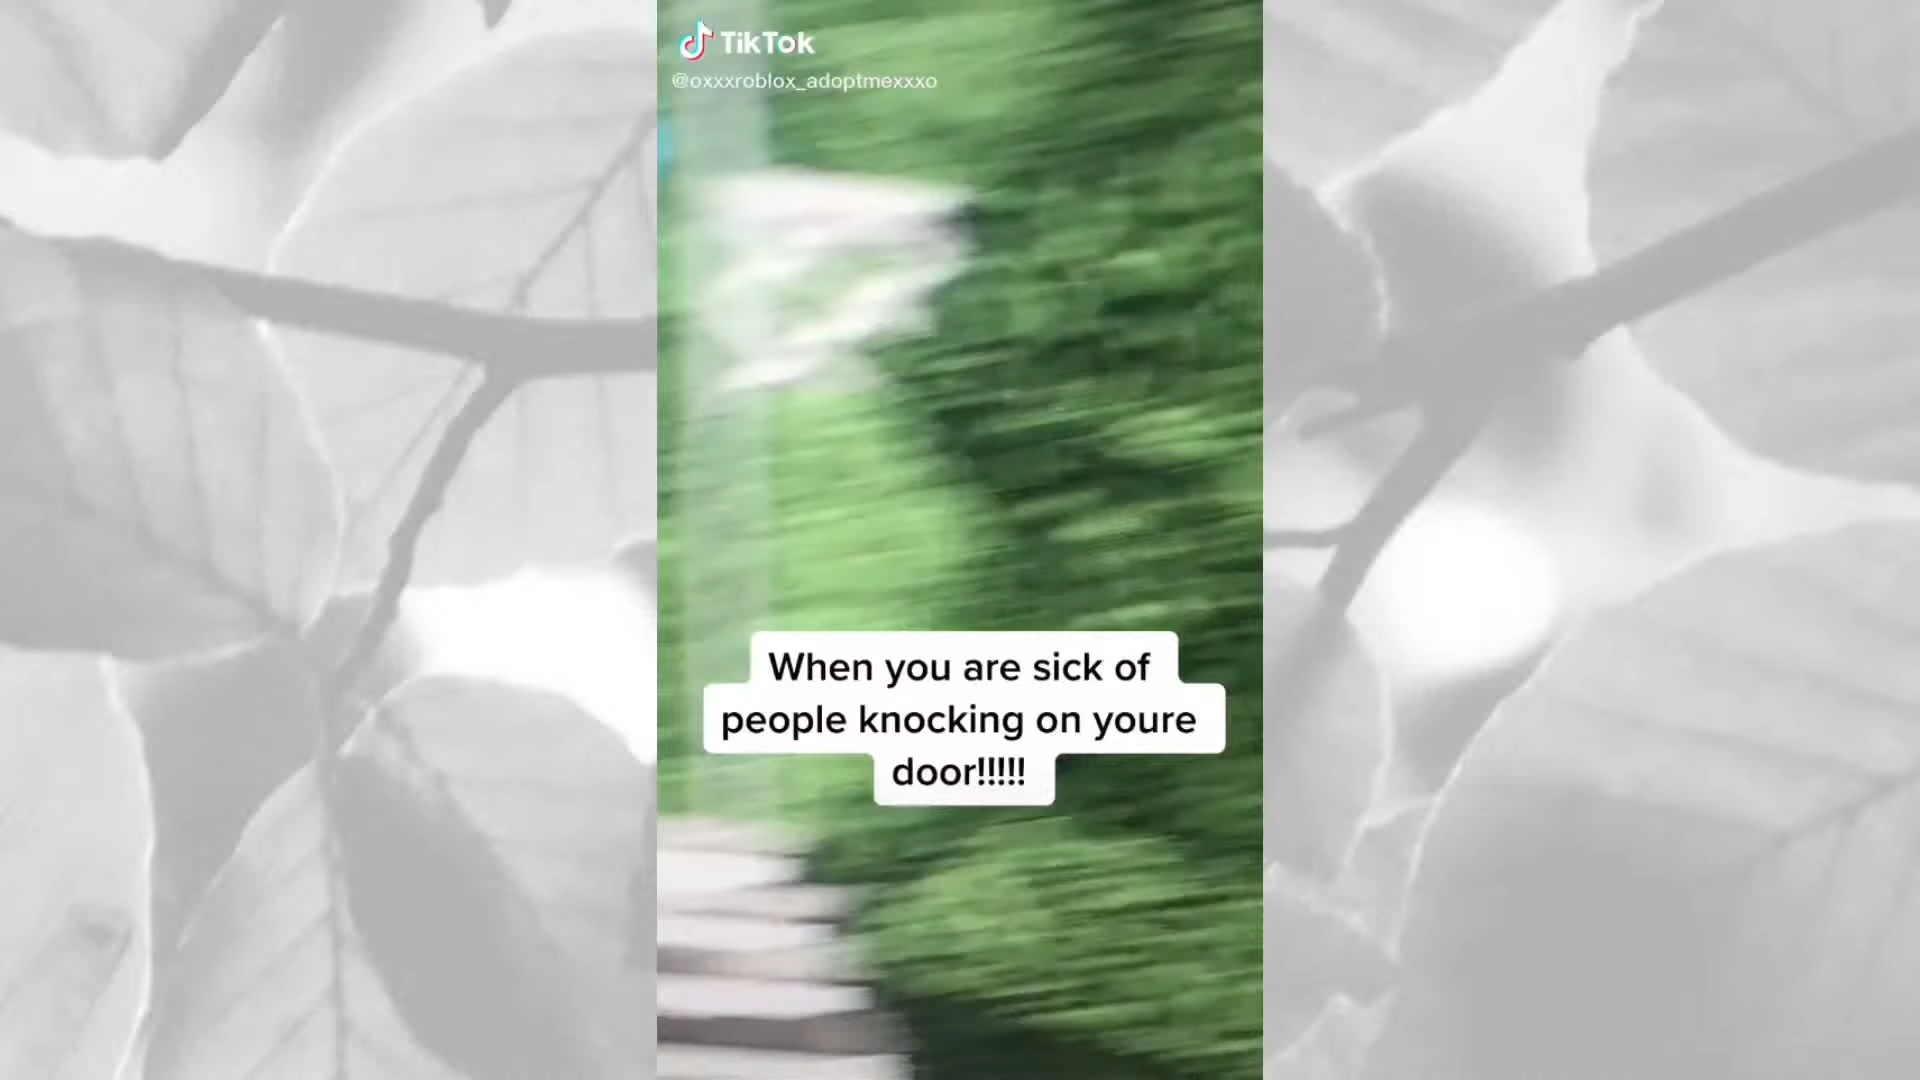 TikTok
@oxxxroblox_adoptmexxxo
When you are sick of
people knocking on youre
door!!!!!